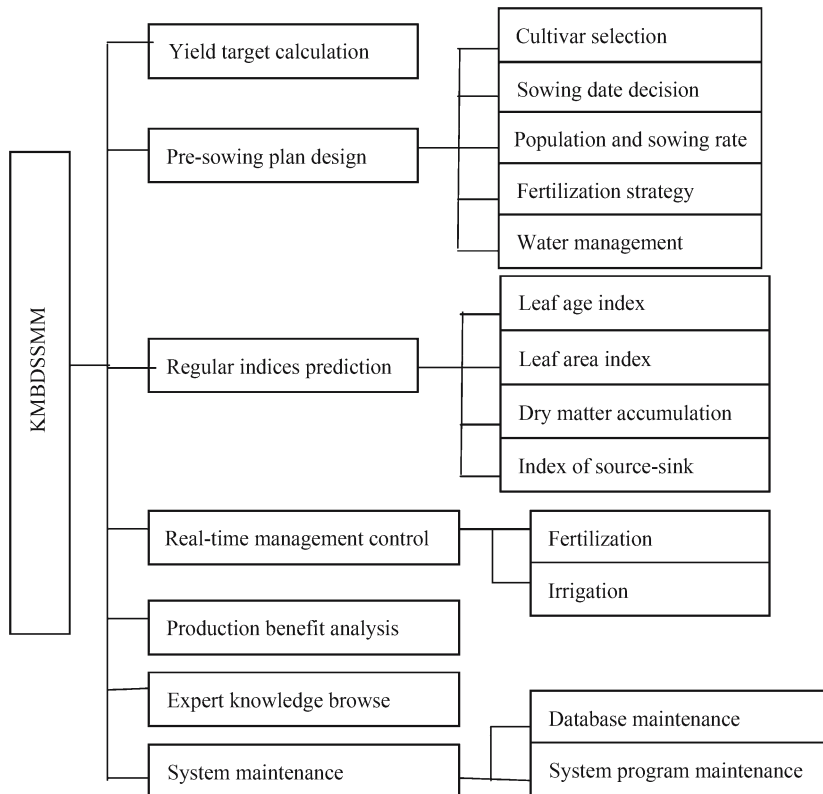 KMBDSSMM
Yield target calculation
Pre-sowing plan design
Cultivar selection
Sowing date decision
Population and sowing rate
Fertilization strategy
Water management
Regular indices prediction
Leaf age index
Leaf area index
Dry matter accumulation
Index of source-sink
Real-time management control
Fertilization
Irrigation
Production benefit analysis
Expert knowledge browse
System maintenance
Database maintenance
System program maintenance